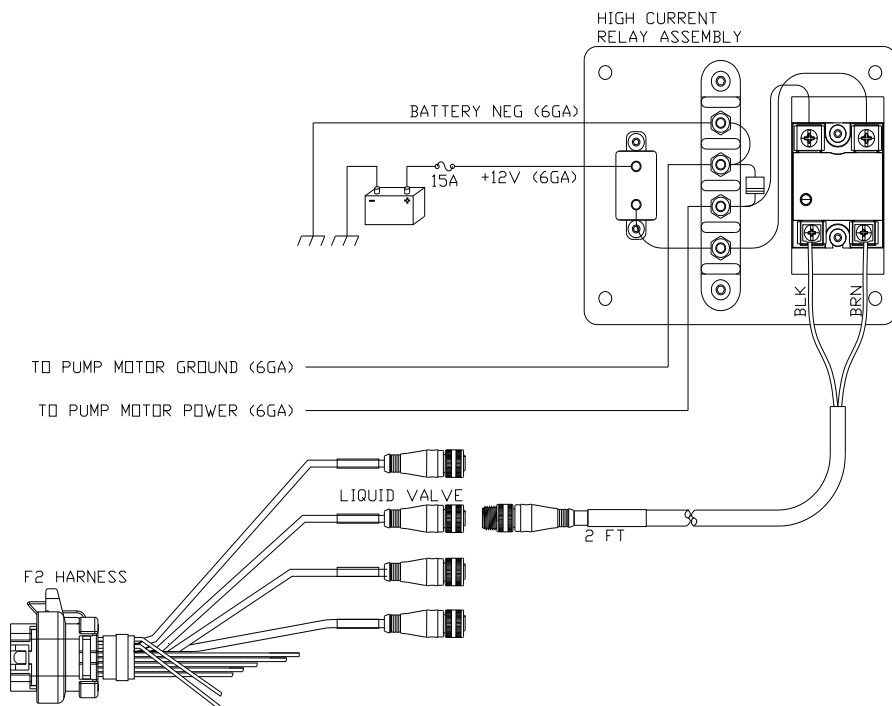 HIGH CURRENT
RELAY ASSEMBLY
BATTERY NEG (6GA)
15A
+12V (6GA)
- +
BLK
BRN
TO PUMP MOTOR GROUND (6GA)
TO PUMP MOTOR POWER (6GA)
LIQUID VALVE
2 FT
F2 HARNESS